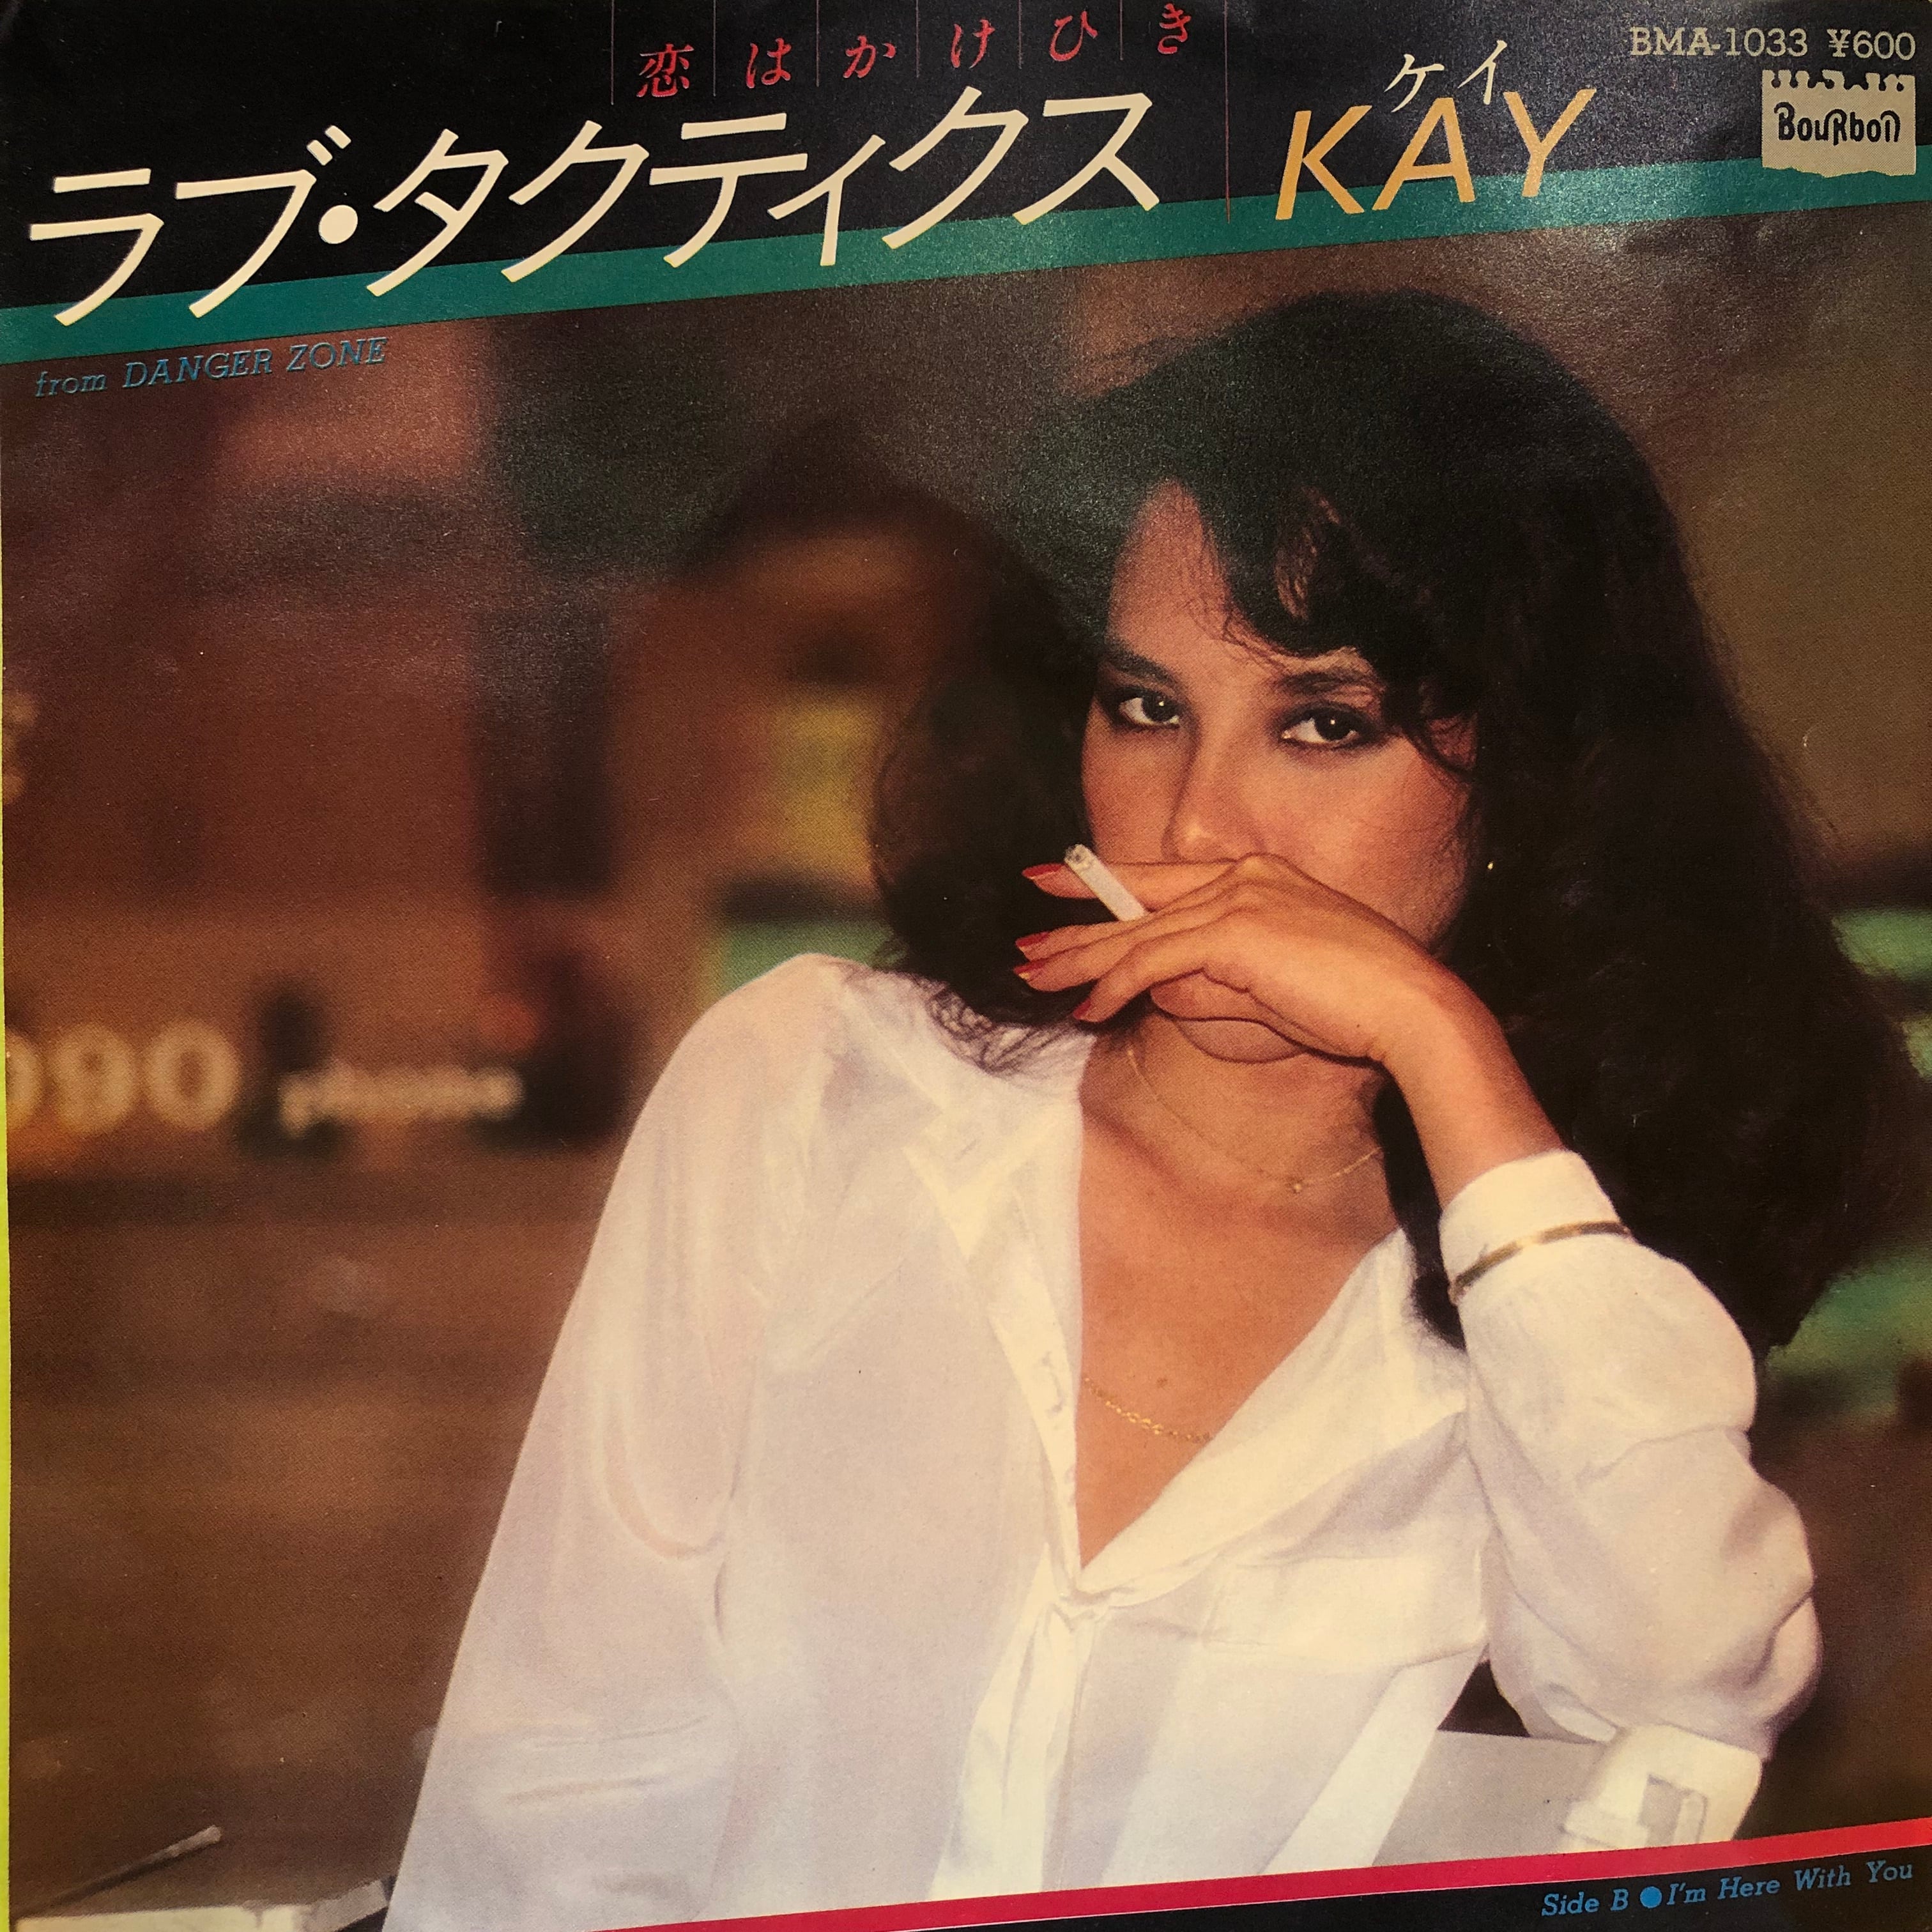 恋はかけひき
ラブ・タクティクス
ケイ
KAY
BMA-1033 ¥600
BouRbon
from DANGER ZONE
090
Side B ●I'm Here With You